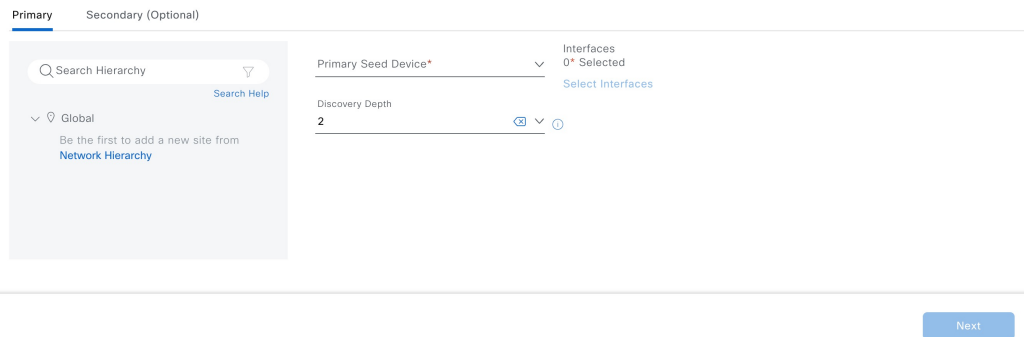 Primary
Secondary (Optional)
Search Hierarchy
Search Help
Global
Be the first to add a new site from
Network Hierarchy
Primary Seed Device*
Discovery Depth
2
Interfaces
0* Selected
Select Interfaces
Next